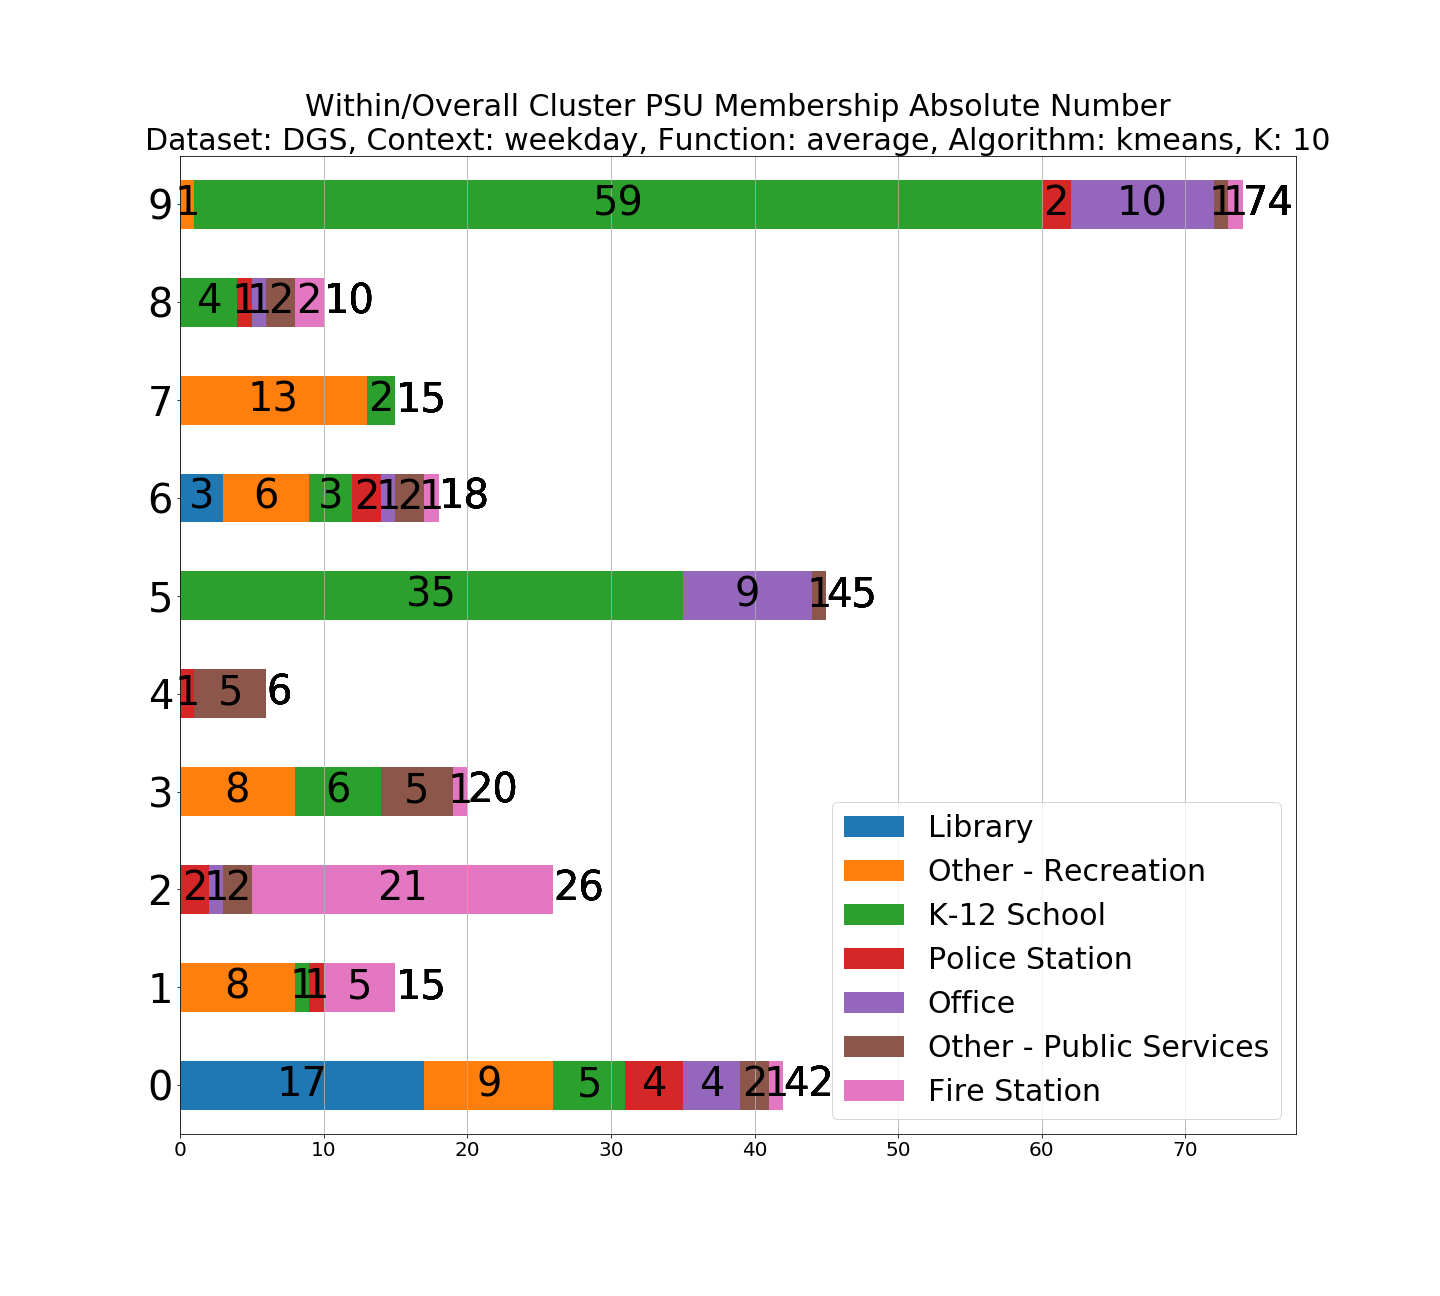 Within/Overall Cluster PSU Membership Absolute Number
Dataset: DGS, Context: weekday, Function: average, Algorithm: kmeans, K: 10
9 1 59 2 10 1 1 74
8 4 1 1 2 2 10
7 13 2 15
6 3 6 3 2 1 2 1 18
5 35 9 1 45
4 1 5 6
3 8 6 5 1 20
2 2 1 2 21 26
1 8 1 1 5 15
0 17 9 5 4 4 2 1 42
Library
Other - Recreation
K-12 School
Police Station
Office
Other - Public Services
Fire Station
0 10 20 30 40 50 60 70